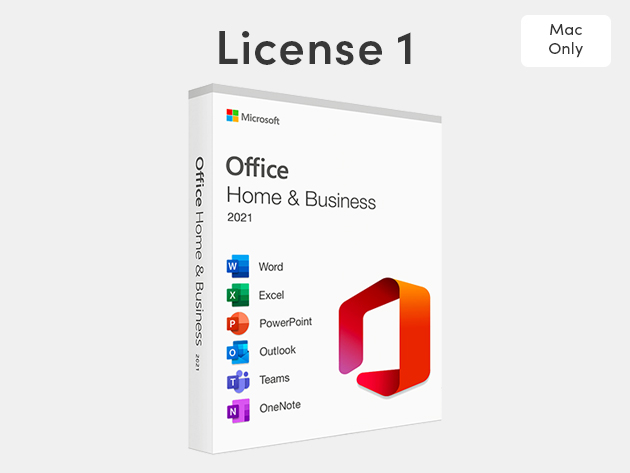 License 1
Mac
Only
Microsoft
Office
Home & Business
2021
Word
Excel
PowerPoint
Outlook
Teams
OneNote
Office Home & Business 2021
W
X
P
O
T
N